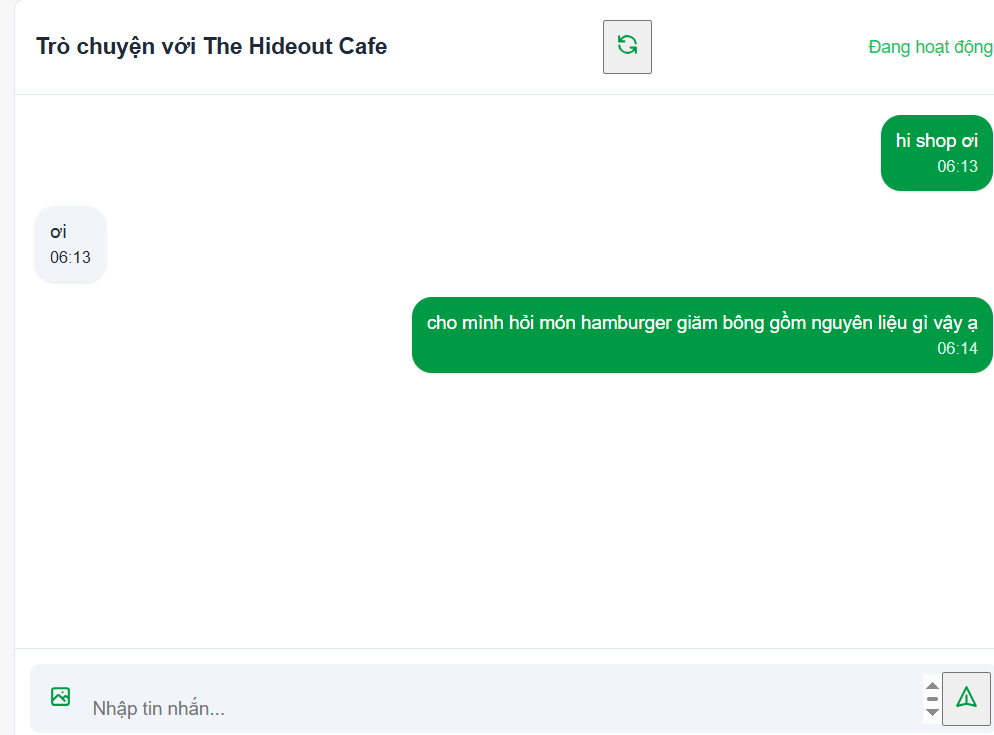 Trò chuyện với The Hideout Cafe
Đang hoạt động
hi shop ơi
06:13
ơi
06:13
cho mình hỏi món hamburger giăm bông gồm nguyên liệu gì vậy ạ
06:14
Nhập tin nhắn...